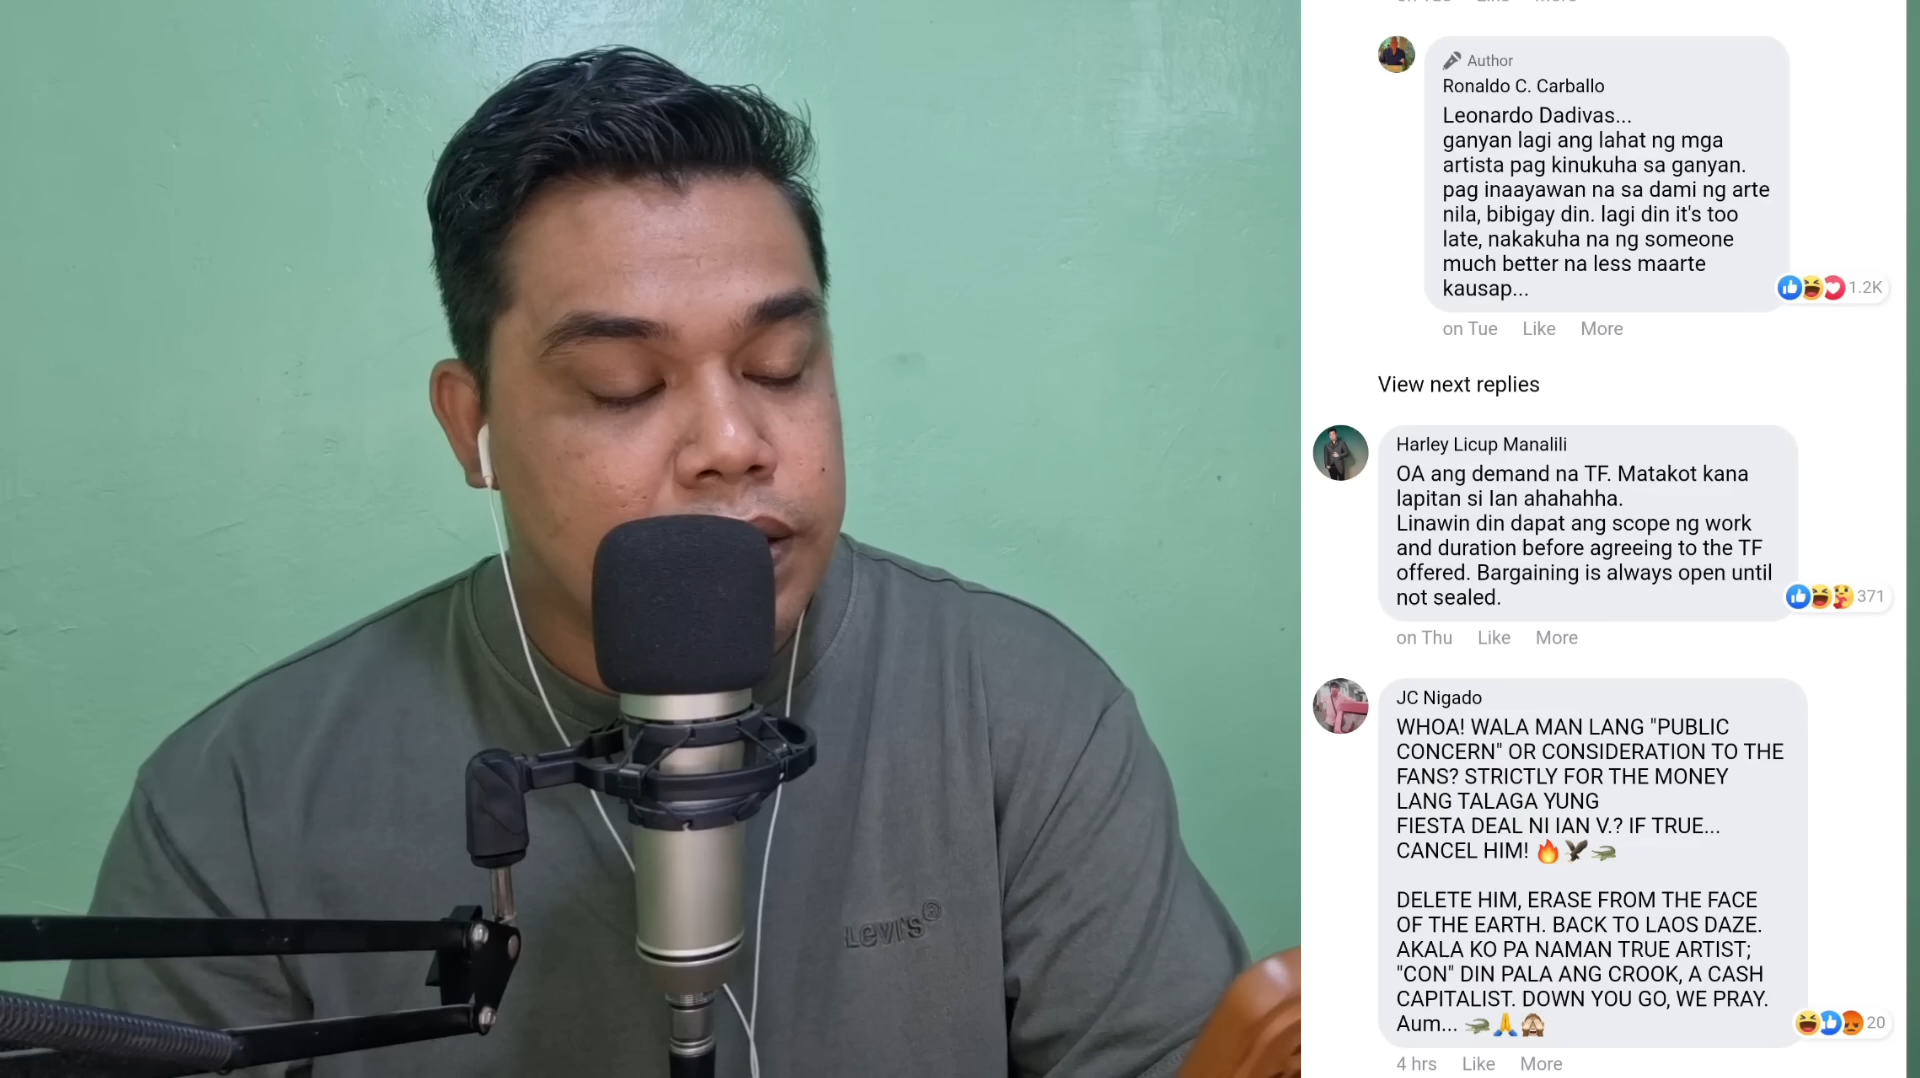 Author
Ronaldo C. Carballo
Leonardo Dadivas...
ganyan lagi ang lahat ng mga
artista pag kinukuha sa ganyan.
pag inaayawan na sa dami ng arte
nila, bibigay din. lagi din it's too
late, nakakuha na ng someone
much better na less maarte
kausap...
1.2K
on Tue Like More
View next replies
Harley Licup Manalili
OA ang demand na TF. Matakot kana
lapitan si Ian ahahahha.
Linawin din dapat ang scope ng work
and duration before agreeing to the TF
offered. Bargaining is always open until
not sealed.
371
on Thu Like More
JC Nigado
WHOA! WALA MAN LANG "PUBLIC
CONCERN" OR CONSIDERATION TO THE
FANS? STRICTLY FOR THE MONEY
LANG TALAGA YUNG
FIESTA DEAL NI IAN V.? IF TRUE...
CANCEL HIM! 🔥🦅🐊
DELETE HIM, ERASE FROM THE FACE
OF THE EARTH. BACK TO LAOS DAZE.
AKALA KO PA NAMAN TRUE ARTIST;
"CON" DIN PALA ANG CROOK, A CASH
CAPITALIST. DOWN YOU GO, WE PRAY.
Aum... 🐊🙏🙈
20
4 hrs Like More
Levi's®